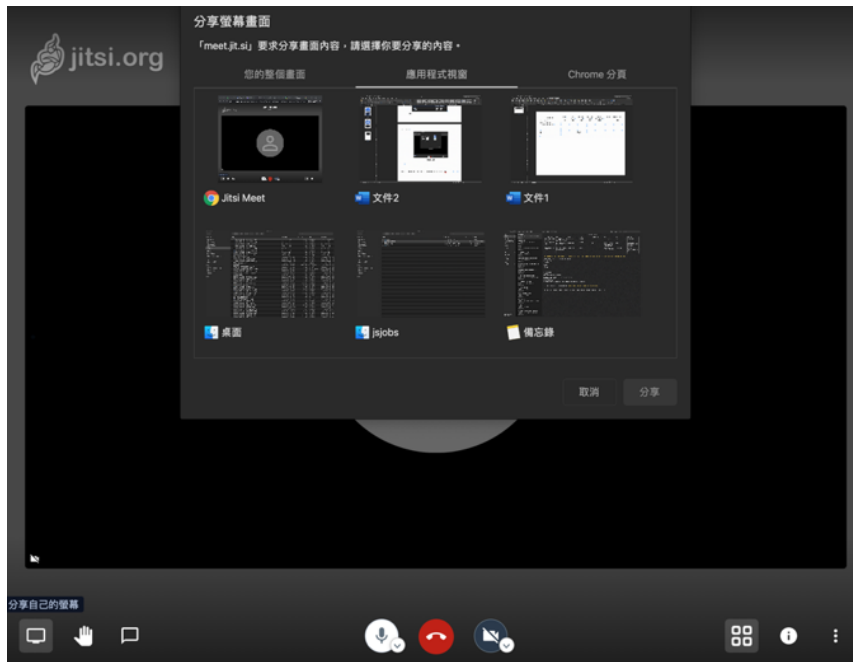 分享螢幕畫面
「meet.jit.si」要求分享畫面內容，請選擇你要分享的內容。
jitsi.org
您的整個畫面 應用程式視窗 Chrome 分頁
Jitsi Meet 文件2 文件1
桌面 jsjobs 備忘錄
取消 分享
分享自己的螢幕